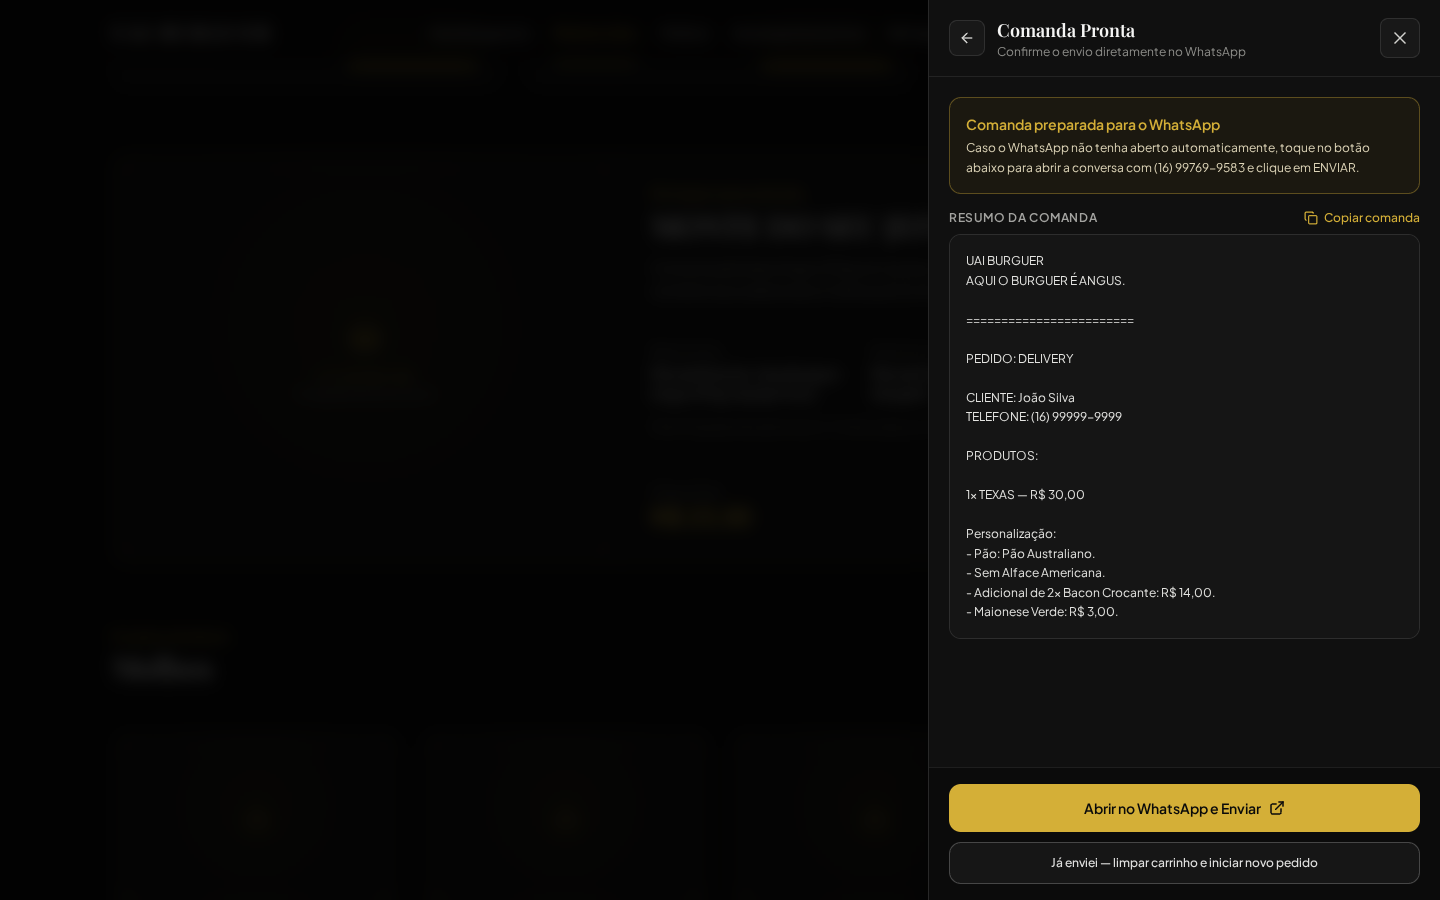 Comanda Pronta
Confirme o envio diretamente no WhatsApp
Comanda preparada para o WhatsApp
Caso o WhatsApp não tenha aberto automaticamente, toque no botão
abaixo para abrir a conversa com (16) 99769-9583 e clique em ENVIAR.
RESUMO DA COMANDA
Copiar comanda
UAI BURGUER
AQUI O BURGUER É ANGUS.
========================
PEDIDO: DELIVERY
CLIENTE: João Silva
TELEFONE: (16) 99999-9999
PRODUTOS:
1x TEXAS — R$ 30,00
Personalização:
- Pão: Pão Australiano.
- Sem Alface Americana.
- Adicional de 2x Bacon Crocante: R$ 14,00.
- Maionese Verde: R$ 3,00.
Abrir no WhatsApp e Enviar
Já enviei — limpar carrinho e iniciar novo pedido